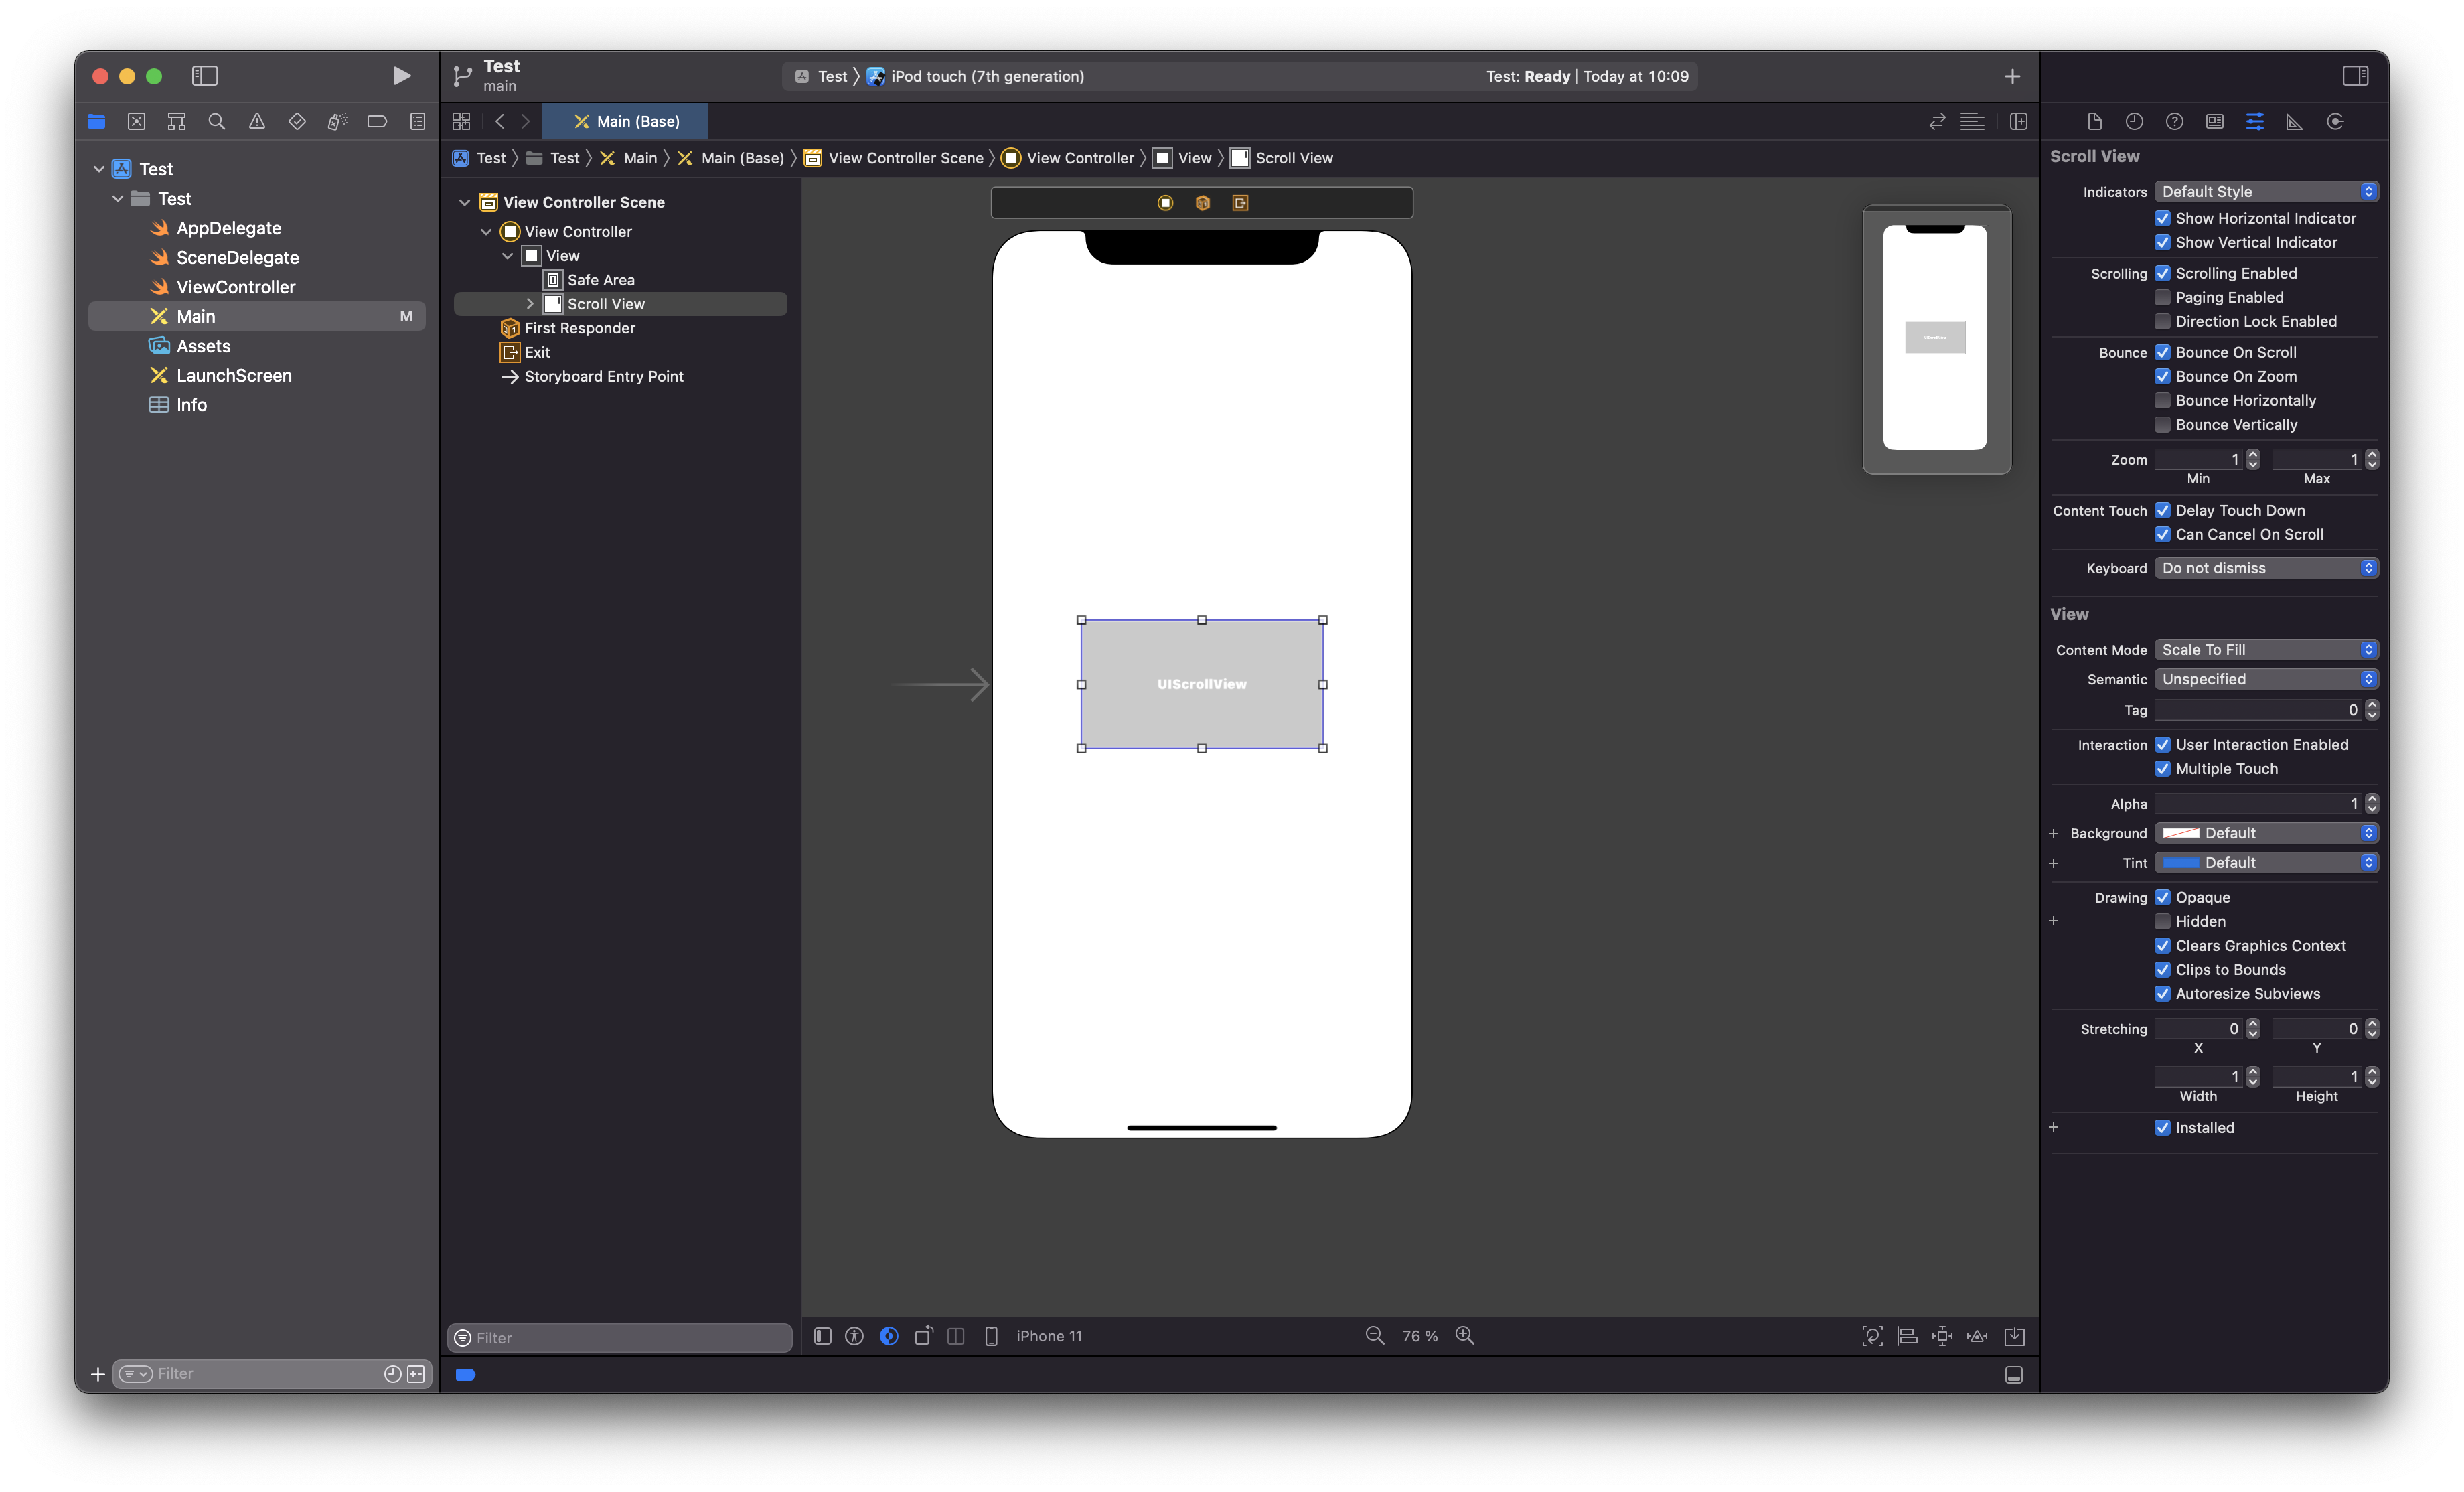 Test
main
Test
iPod touch (7th generation)
Test: Ready | Today at 10:09
Main (Base)
Test
Test
Main
Main (Base)
View Controller Scene
View Controller
View
Scroll View
Test
Test
AppDelegate
SceneDelegate
ViewController
Main
M
Assets
LaunchScreen
Info
Filter
View Controller Scene
View Controller
View
Safe Area
Scroll View
First Responder
Exit
Storyboard Entry Point
Filter
UIScrollView
iPhone 11
76 %
Scroll View
Indicators Default Style
Show Horizontal Indicator
Show Vertical Indicator
Scrolling Scrolling Enabled
Paging Enabled
Direction Lock Enabled
Bounce Bounce On Scroll
Bounce On Zoom
Bounce Horizontally
Bounce Vertically
Zoom 1 1
Min Max
Content Touch Delay Touch Down
Can Cancel On Scroll
Keyboard Do not dismiss
View
Content Mode Scale To Fill
Semantic Unspecified
Tag 0
Interaction User Interaction Enabled
Multiple Touch
Alpha 1
Background Default
Tint Default
Drawing Opaque
Hidden
Clears Graphics Context
Clips to Bounds
Autoresize Subviews
Stretching 0 0
X Y
1 1
Width Height
Installed